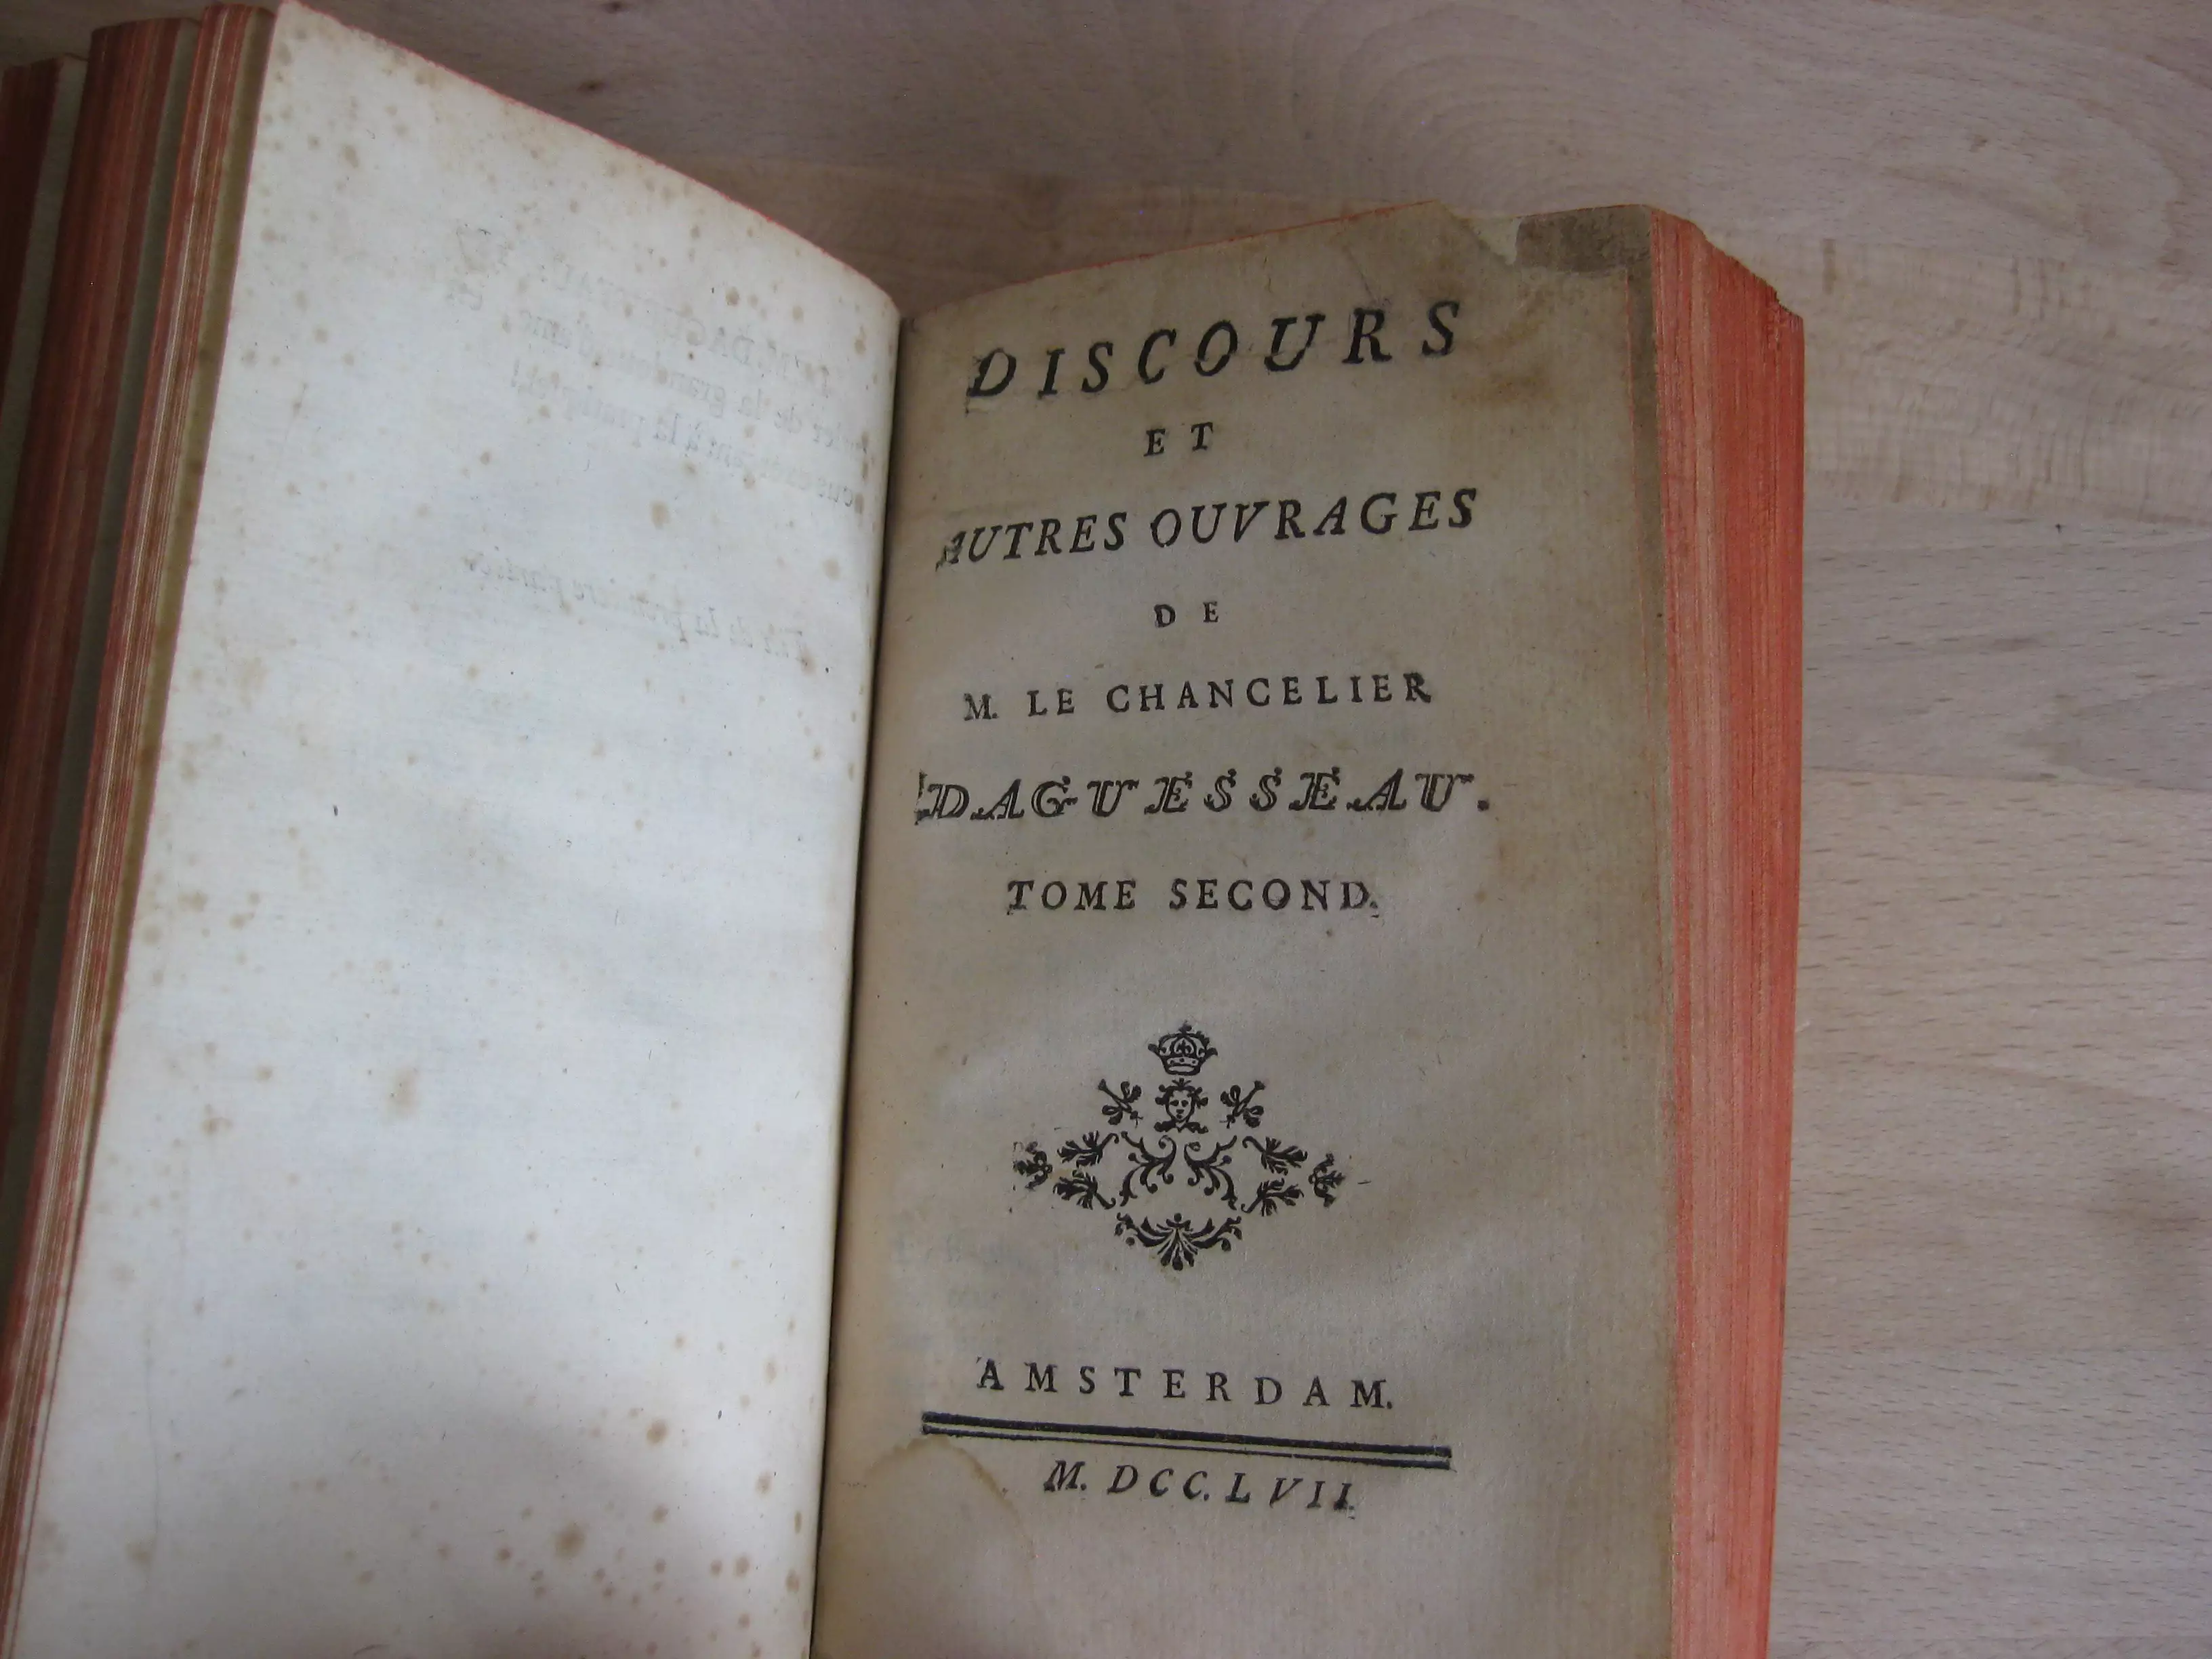 DISCOURS
ET
AUTRES OUVRAGES
DE
M. LE CHANCELIER
DAGUESSEAU.
TOME SECOND.
AMSTERDAM.
M. DCC. LVII.